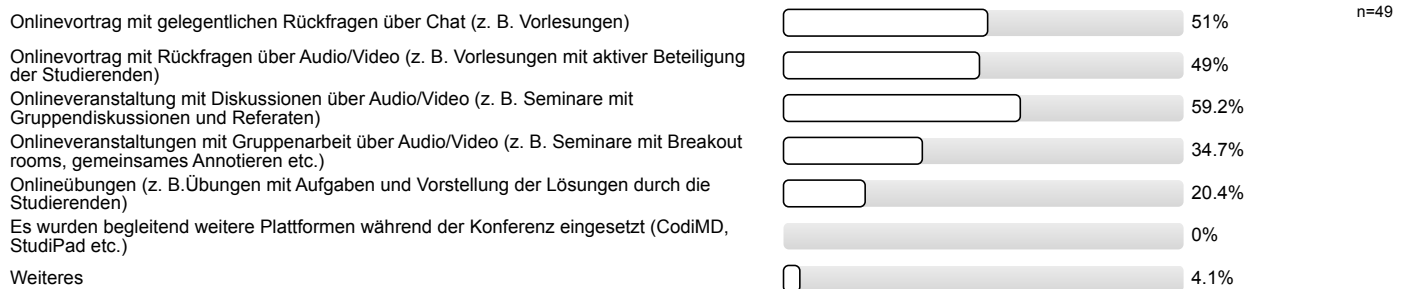 Onlinevortrag mit gelegentlichen Rückfragen über Chat (z. B. Vorlesungen) 51% n=49
Onlinevortrag mit Rückfragen über Audio/Video (z. B. Vorlesungen mit aktiver Beteiligung
der Studierenden) 49%
Onlineveranstaltung mit Diskussionen über Audio/Video (z. B. Seminare mit
Gruppendiskussionen und Referaten) 59.2%
Onlineveranstaltungen mit Gruppenarbeit über Audio/Video (z. B. Seminare mit Breakout
rooms, gemeinsames Annotieren etc.) 34.7%
Onlineübungen (z. B.Übungen mit Aufgaben und Vorstellung der Lösungen durch die
Studierenden) 20.4%
Es wurden begleitend weitere Plattformen während der Konferenz eingesetzt (CodiMD,
StudiPad etc.) 0%
Weiteres 4.1%